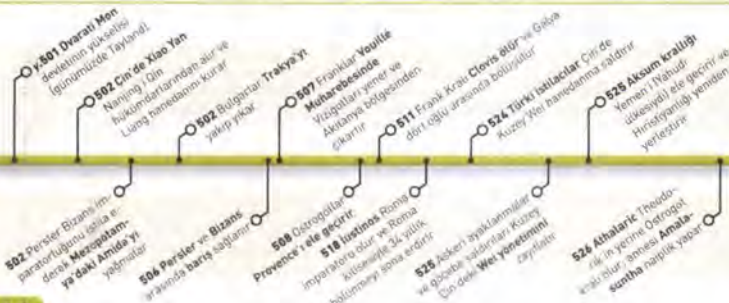 y.501 Dvarati Mon
devletinin yükselişi
(günümüzde Tayland)
502 Çin'de Xiao Yan
Nanjing'i Qin
hükümdarlarından alır ve
Liang hanedanını kurar
502 Bulgarlar Trakya'yı
yakıp yıkar
507 Franklar Vouillé
Muharebesinde
Vizigotları yener ve
Akitanya bölgesinden
çıkartır
511 Frank Kralı Clovis ölür ve Galya
dört oğlu arasında bölüşülür
524 Türki istilacılar Çin'de
Kuzey Wei hanedanına saldırır
525 Aksum krallığı
Yemen'i (Yahudi
ülkesiydi) ele geçirir ve
Hıristiyanlığı yeniden
yerleştirir
502 Persler Bizans im-
paratorluğunu istila e-
derek Mezopotam-
ya'daki Amida'yı
yağmalar
506 Persler ve Bizans
arasında barış sağlanır
508 Ostrogotlar
Provence'ı ele geçirir
518 Iustinos Roma
imparatoru olur ve Roma
kilisesiyle 34 yıllık
bölünmeyi sona erdirir
525 Askeri ayaklanmalar
ve göçebe saldırıları Kuzey
Çin'deki Wei yönetimini
zayıflatır
526 Athalaric Theodo-
rik'in yerine Ostrogot
kralı olur; annesi Amala-
suntha naiplik yapar